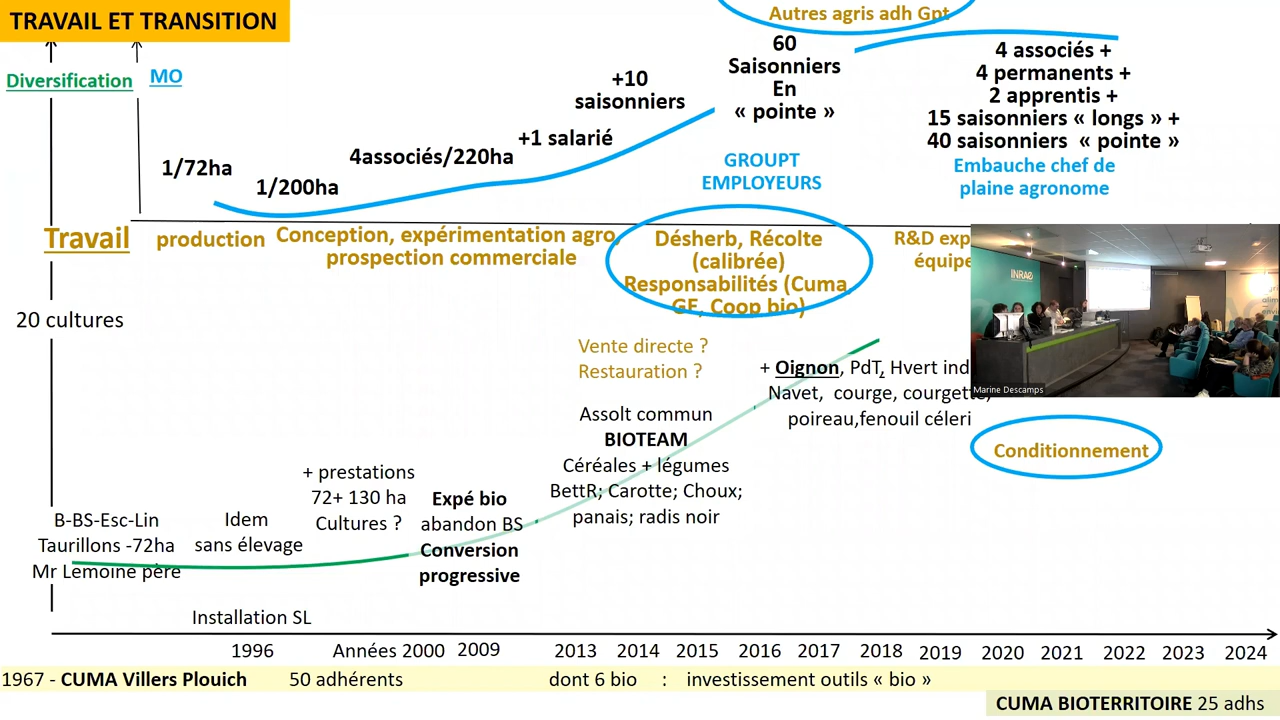 TRAVAIL ET TRANSITION
Autres agris adh Gpt
Diversification
MO
1/72ha
1/200ha
4associés/220ha
+1 salarié
+10
saisonniers
60
Saisonniers
En
« pointe »
GROUPT
EMPLOYEURS
4 associés +
4 permanents +
2 apprentis +
15 saisonniers « longs » +
40 saisonniers « pointe »
Embauche chef de
plaine agronome
Travail
production
Conception, expérimentation agro,
prospection commerciale
Désherb, Récolte
(calibrée)
Responsabilités (Cuma,
GE, Coop bio)
R&D exp
équipe
INRAE
Marine Descamps
20 cultures
Vente directe ?
Restauration ?
+ Oignon, PdT, Hvert ind
Navet, courge, courgette,
poireau,fenouil céleri
Conditionnement
Assolt commun
BIOTEAM
Céréales + légumes
BettR; Carotte; Choux;
panais; radis noir
+ prestations
72+ 130 ha
Cultures ?
Expé bio
abandon BS
Conversion
progressive
B-BS-Esc-Lin
Taurillons -72ha
Mr Lemoine père
Idem
sans élevage
Installation SL
1996 Années 2000 2009 2013 2014 2015 2016 2017 2018 2019 2020 2021 2022 2023 2024
1967 - CUMA Villers Plouich 50 adhérents dont 6 bio : investissement outils « bio »
CUMA BIOTERRITOIRE 25 adhs